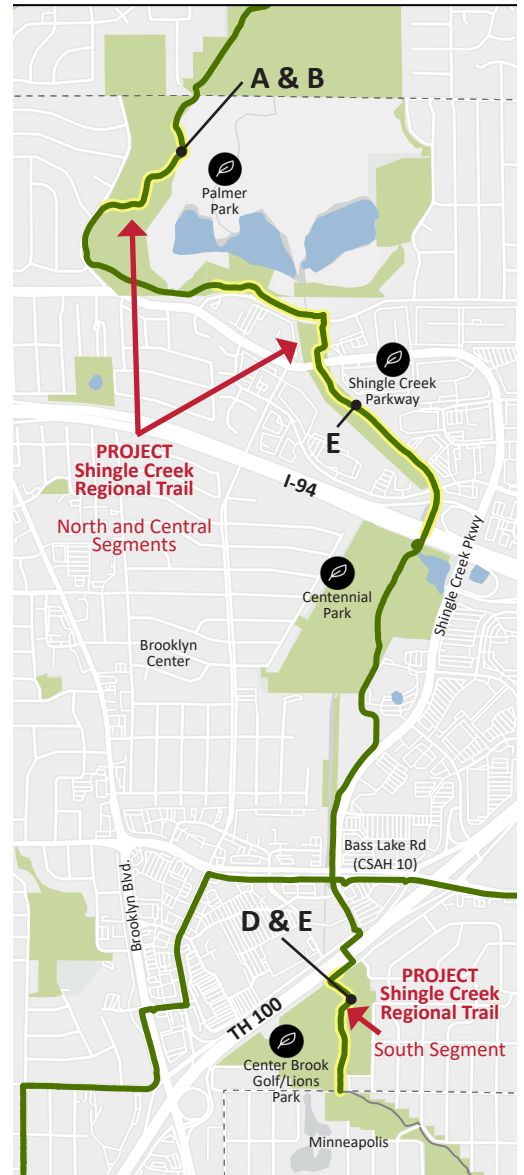 A & B
Palmer
Park
Shingle Creek
Parkway
E
PROJECT
Shingle Creek
Regional Trail
North and Central
Segments
I-94
Shingle Creek Pkwy
Centennial
Park
Brooklyn
Center
Bass Lake Rd
(CSAH 10)
Brooklyn Blvd.
D & E
TH 100
PROJECT
Shingle Creek
Regional Trail
South Segment
Center Brook
Golf/Lions
Park
Minneapolis